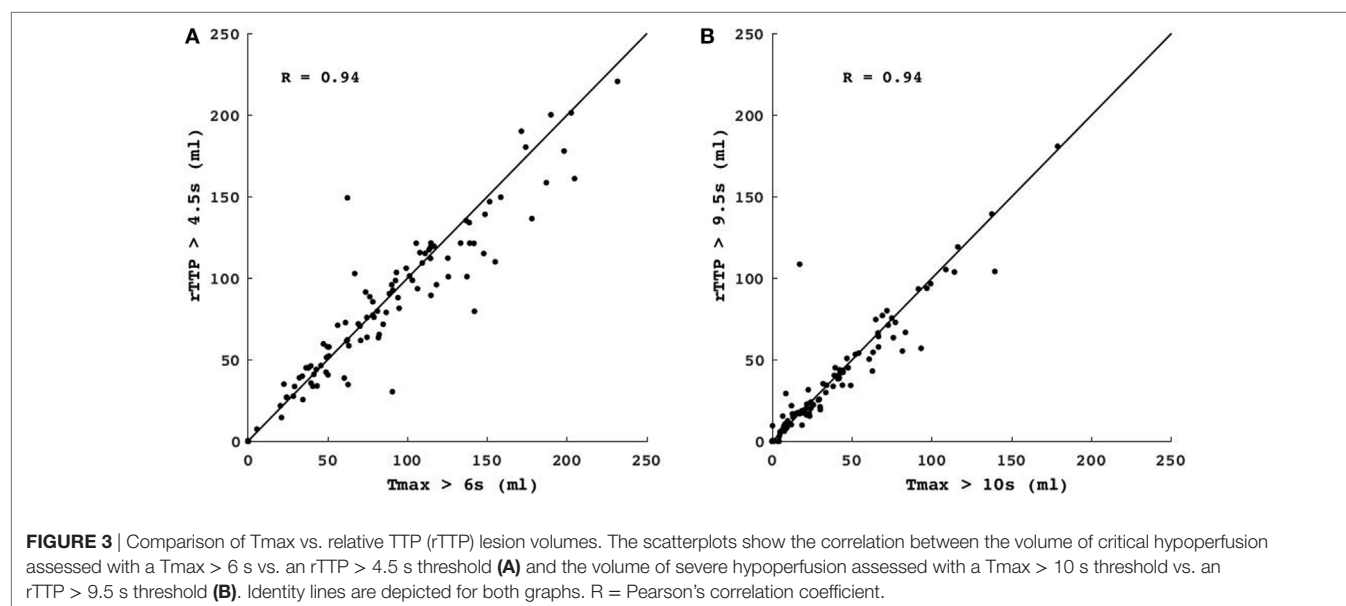 A
B
250
200
150
100
50
0
rTTP > 4.5s (ml)
R = 0.94
0 50 100 150 200 250
Tmax > 6s (ml)
250
200
150
100
50
0
rTTP > 9.5s (ml)
R = 0.94
0 50 100 150 200 250
Tmax > 10s (ml)
FIGURE 3 | Comparison of Tmax vs. relative TTP (rTTP) lesion volumes. The scatterplots show the correlation between the volume of critical hypoperfusion
assessed with a Tmax > 6 s vs. an rTTP > 4.5 s threshold (A) and the volume of severe hypoperfusion assessed with a Tmax > 10 s threshold vs. an
rTTP > 9.5 s threshold (B). Identity lines are depicted for both graphs. R = Pearson's correlation coefficient.